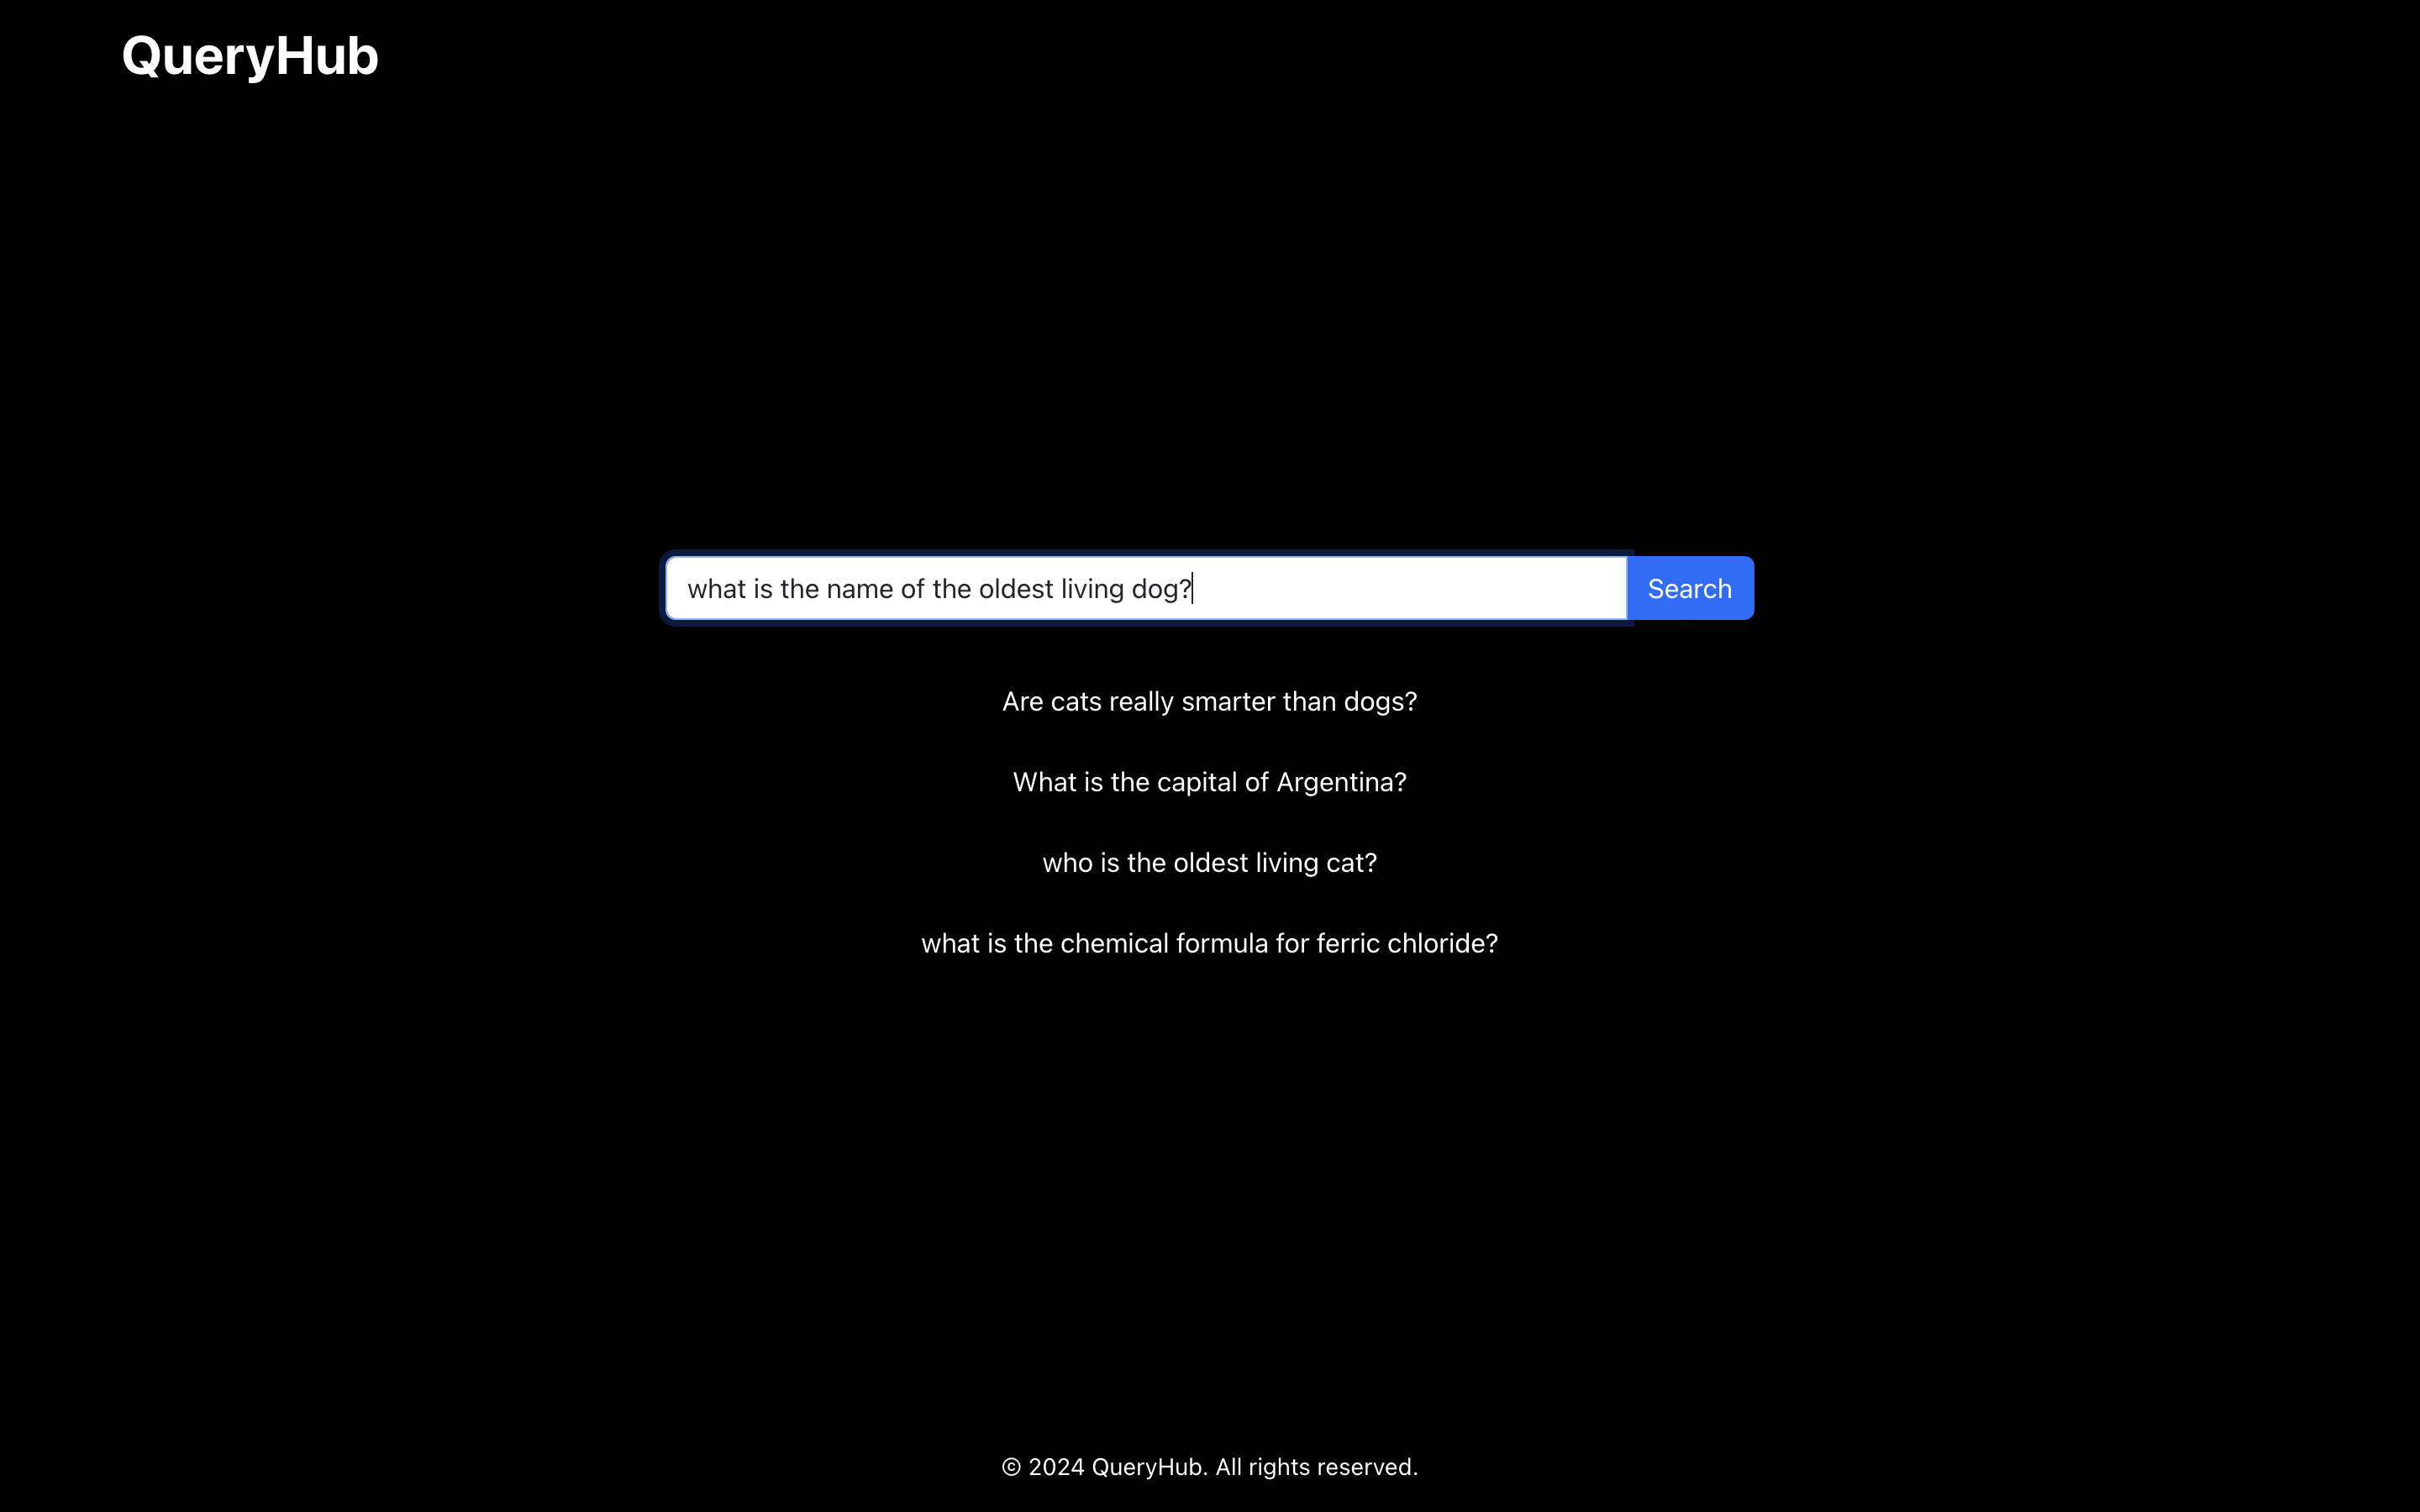 QueryHub
what is the name of the oldest living dog?
Search
Are cats really smarter than dogs?
What is the capital of Argentina?
who is the oldest living cat?
what is the chemical formula for ferric chloride?
© 2024 QueryHub. All rights reserved.